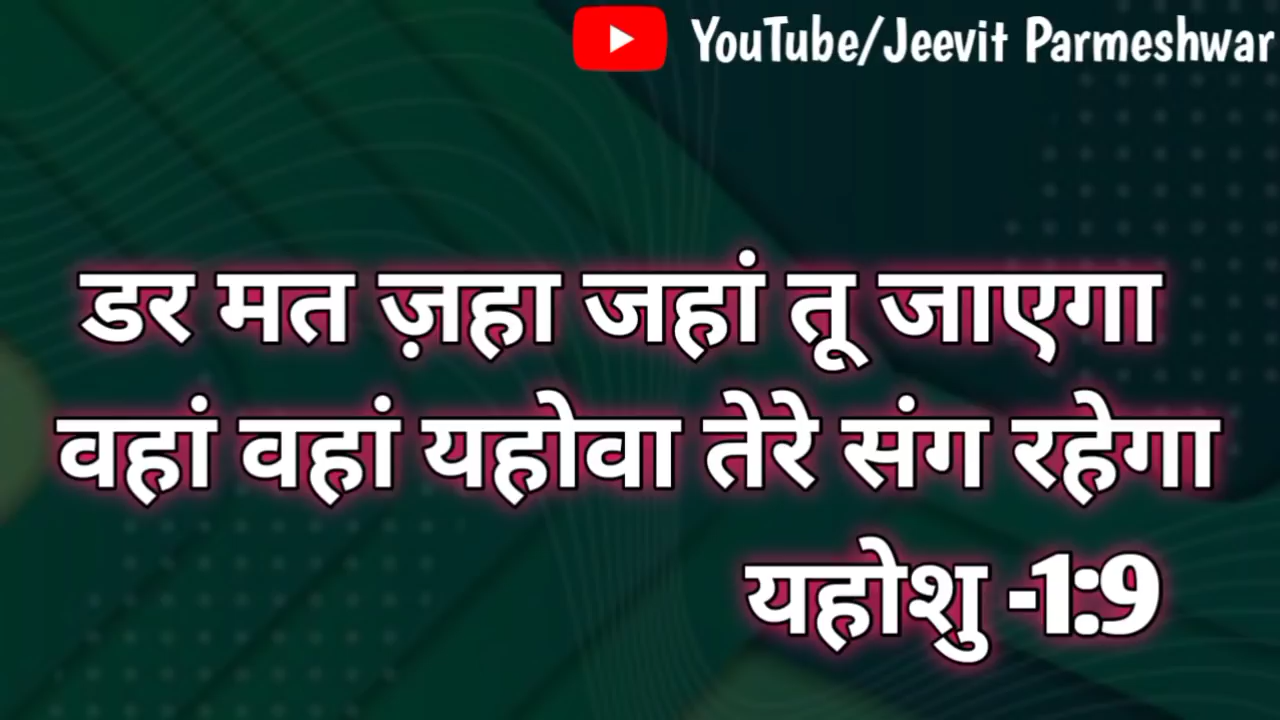 YouTube/Jeevit Parmeshwar
डर मत ज़हा जहां तू जाएगा
वहां वहां यहोवा तेरे संग रहेगा
यहोशु -1:9